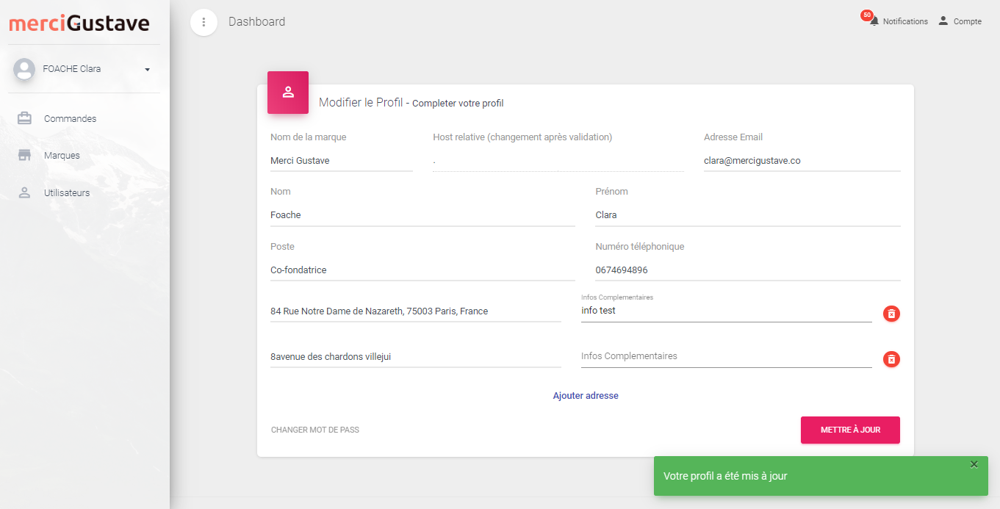 merciGustave
Dashboard
50
Notifications
Compte
FOACHE Clara
Commandes
Marques
Utilisateurs
Modifier le Profil - Completer votre profil
Nom de la marque
Host relative (changement après validation)
Adresse Email
Merci Gustave
.
clara@mercigustave.co
Nom
Prénom
Foache
Clara
Poste
Numéro téléphonique
Co-fondatrice
0674694896
Infos Complementaires
84 Rue Notre Dame de Nazareth, 75003 Paris, France
info test
8avenue des chardons villejui
Infos Complementaires
Ajouter adresse
CHANGER MOT DE PASS
METTRE À JOUR
Votre profil a été mis à jour